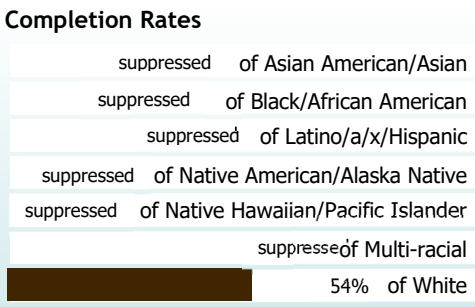 Completion Rates
suppressed of Asian American/Asian
suppressed of Black/African American
suppressed of Latino/a/x/Hispanic
suppressed of Native American/Alaska Native
suppressed of Native Hawaiian/Pacific Islander
suppresse of Multi-racial
54% of White